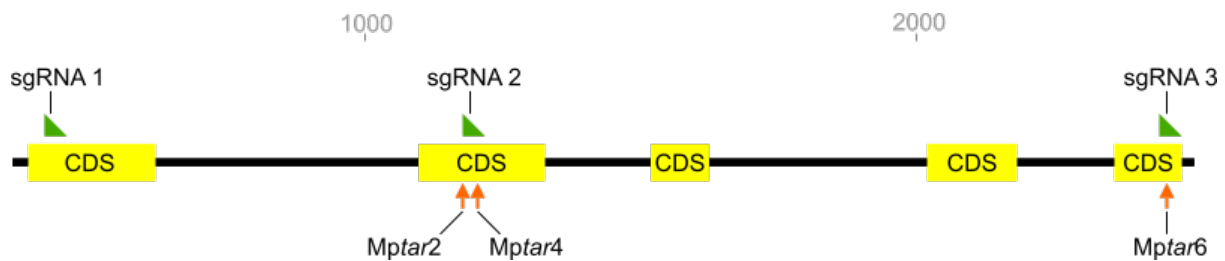 1000 2000
sgRNA 1 sgRNA 2 sgRNA 3
CDS CDS CDS CDS CDS
Mptar2 Mptar4 Mptar6